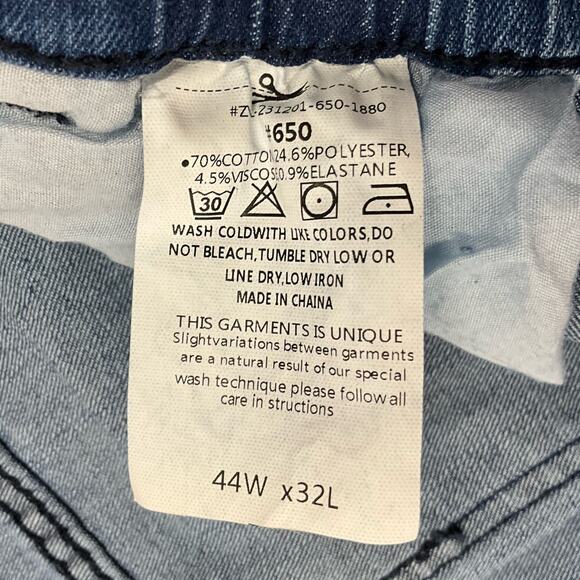 #ZY-231201-650-1880
#650
•70%COTTON24.6%POLYESTER,
4.5%VISCOSE0.9%ELASTANE
30
WASH COLDWITH LIKE COLORS,DO
NOT BLEACH,TUMBLE DRY LOW OR
LINE DRY,LOW IRON
MADE IN CHAINA
THIS GARMENTS IS UNIQUE
Slightvariations between garments
are a natural result of our special
wash technique please follow all
care in structions
44W x32L